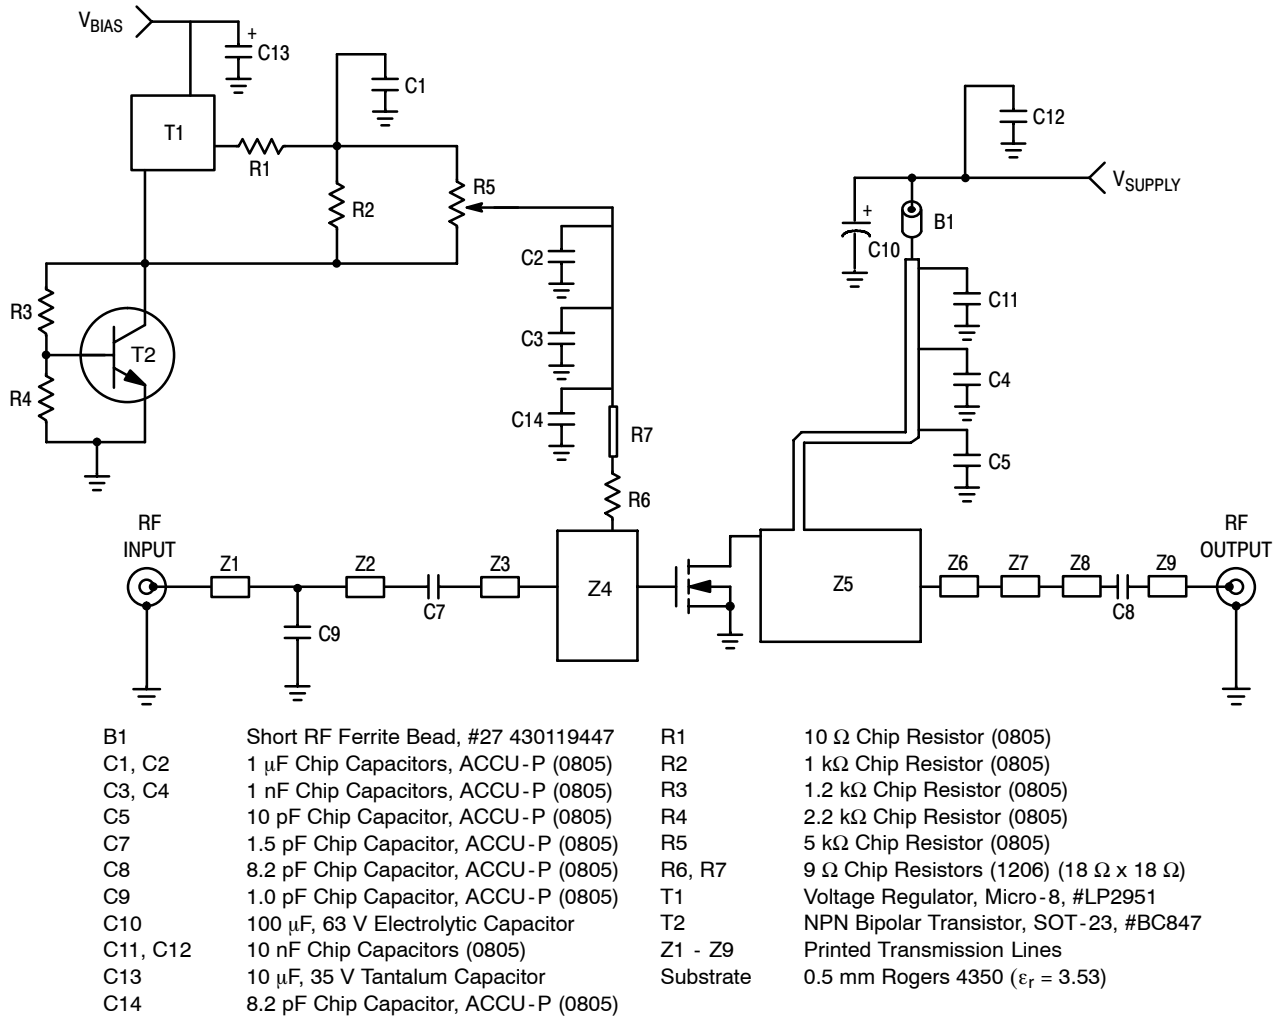 V_BIAS
+
C13
C1
T1
R1
R2
R5
C12
V_SUPPLY
+
B1
C10
C2
C11
R3
T2
C3
C4
R4
C14
R7
C5
R6
RF
INPUT
RF
OUTPUT
Z1
Z2
Z3
Z4
Z5
Z6
Z7
Z8
Z9
C9
C7
C8
B1 Short RF Ferrite Bead, #27 430119447
C1, C2 1 μF Chip Capacitors, ACCU-P (0805)
C3, C4 1 nF Chip Capacitors, ACCU-P (0805)
C5 10 pF Chip Capacitor, ACCU-P (0805)
C7 1.5 pF Chip Capacitor, ACCU-P (0805)
C8 8.2 pF Chip Capacitor, ACCU-P (0805)
C9 1.0 pF Chip Capacitor, ACCU-P (0805)
C10 100 μF, 63 V Electrolytic Capacitor
C11, C12 10 nF Chip Capacitors (0805)
C13 10 μF, 35 V Tantalum Capacitor
C14 8.2 pF Chip Capacitor, ACCU-P (0805)
R1 10 Ω Chip Resistor (0805)
R2 1 kΩ Chip Resistor (0805)
R3 1.2 kΩ Chip Resistor (0805)
R4 2.2 kΩ Chip Resistor (0805)
R5 5 kΩ Chip Resistor (0805)
R6, R7 9 Ω Chip Resistors (1206) (18 Ω x 18 Ω)
T1 Voltage Regulator, Micro-8, #LP2951
T2 NPN Bipolar Transistor, SOT-23, #BC847
Z1 - Z9 Printed Transmission Lines
Substrate 0.5 mm Rogers 4350 (ε_r = 3.53)